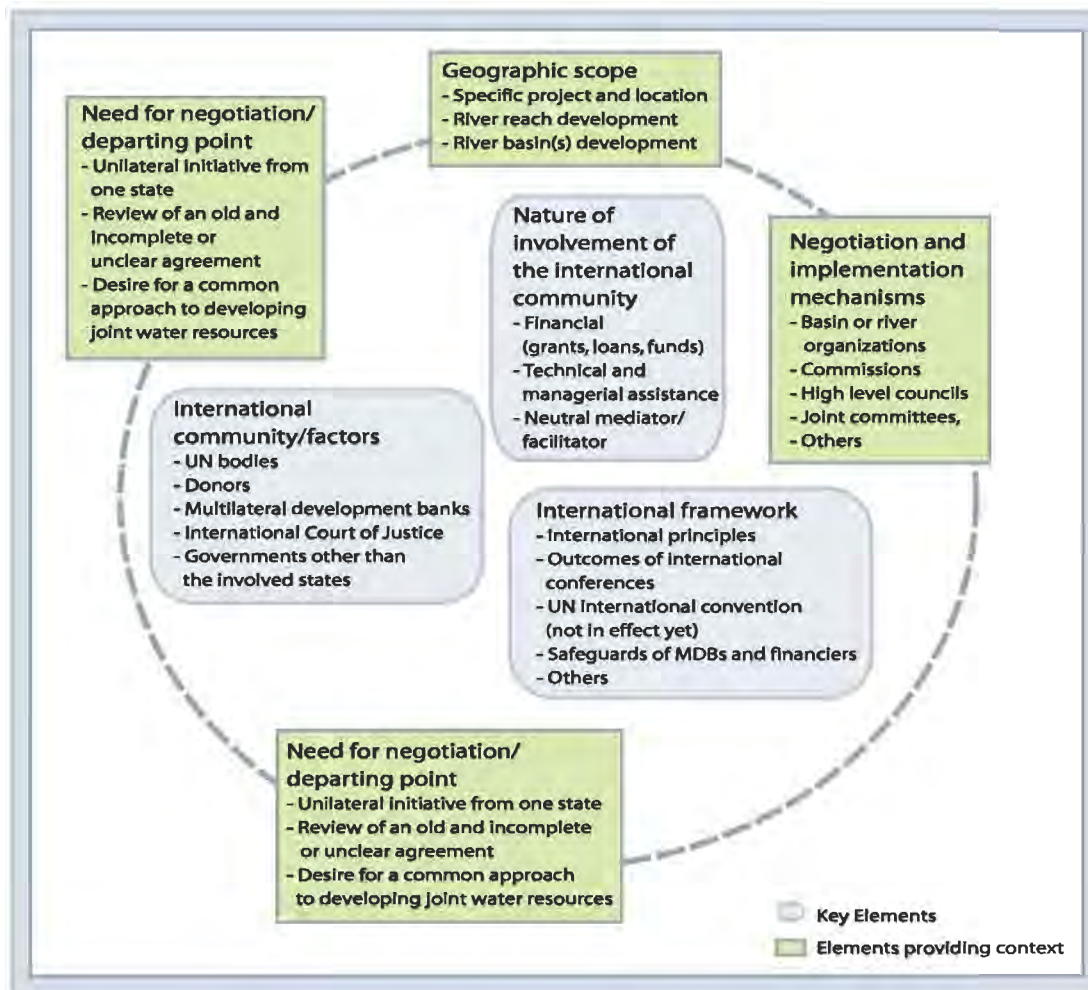 Geographic scope
- Specific project and location
- River reach development
- River basin(s) development
Need for negotiation/
departing point
- Unilateral initiative from
one state
- Review of an old and
incomplete or
unclear agreement
- Desire for a common
approach to developing
joint water resources
Nature of
involvement of
the international
community
- Financial
(grants, loans, funds)
- Technical and
managerial assistance
- Neutral mediator/
facilitator
Negotiation and
implementation
mechanisms
- Basin or river
organizations
- Commissions
- High level councils
- Joint committees,
- Others
International
community/factors
- UN bodies
- Donors
- Multilateral development banks
- International Court of Justice
- Governments other than
the involved states
International framework
- International principles
- Outcomes of international
conferences
- UN international convention
(not in effect yet)
- Safeguards of MDBs and financiers
- Others
Need for negotiation/
departing point
- Unilateral initiative from one state
- Review of an old and incomplete
or unclear agreement
- Desire for a common approach
to developing joint water resources
Key Elements
Elements providing context